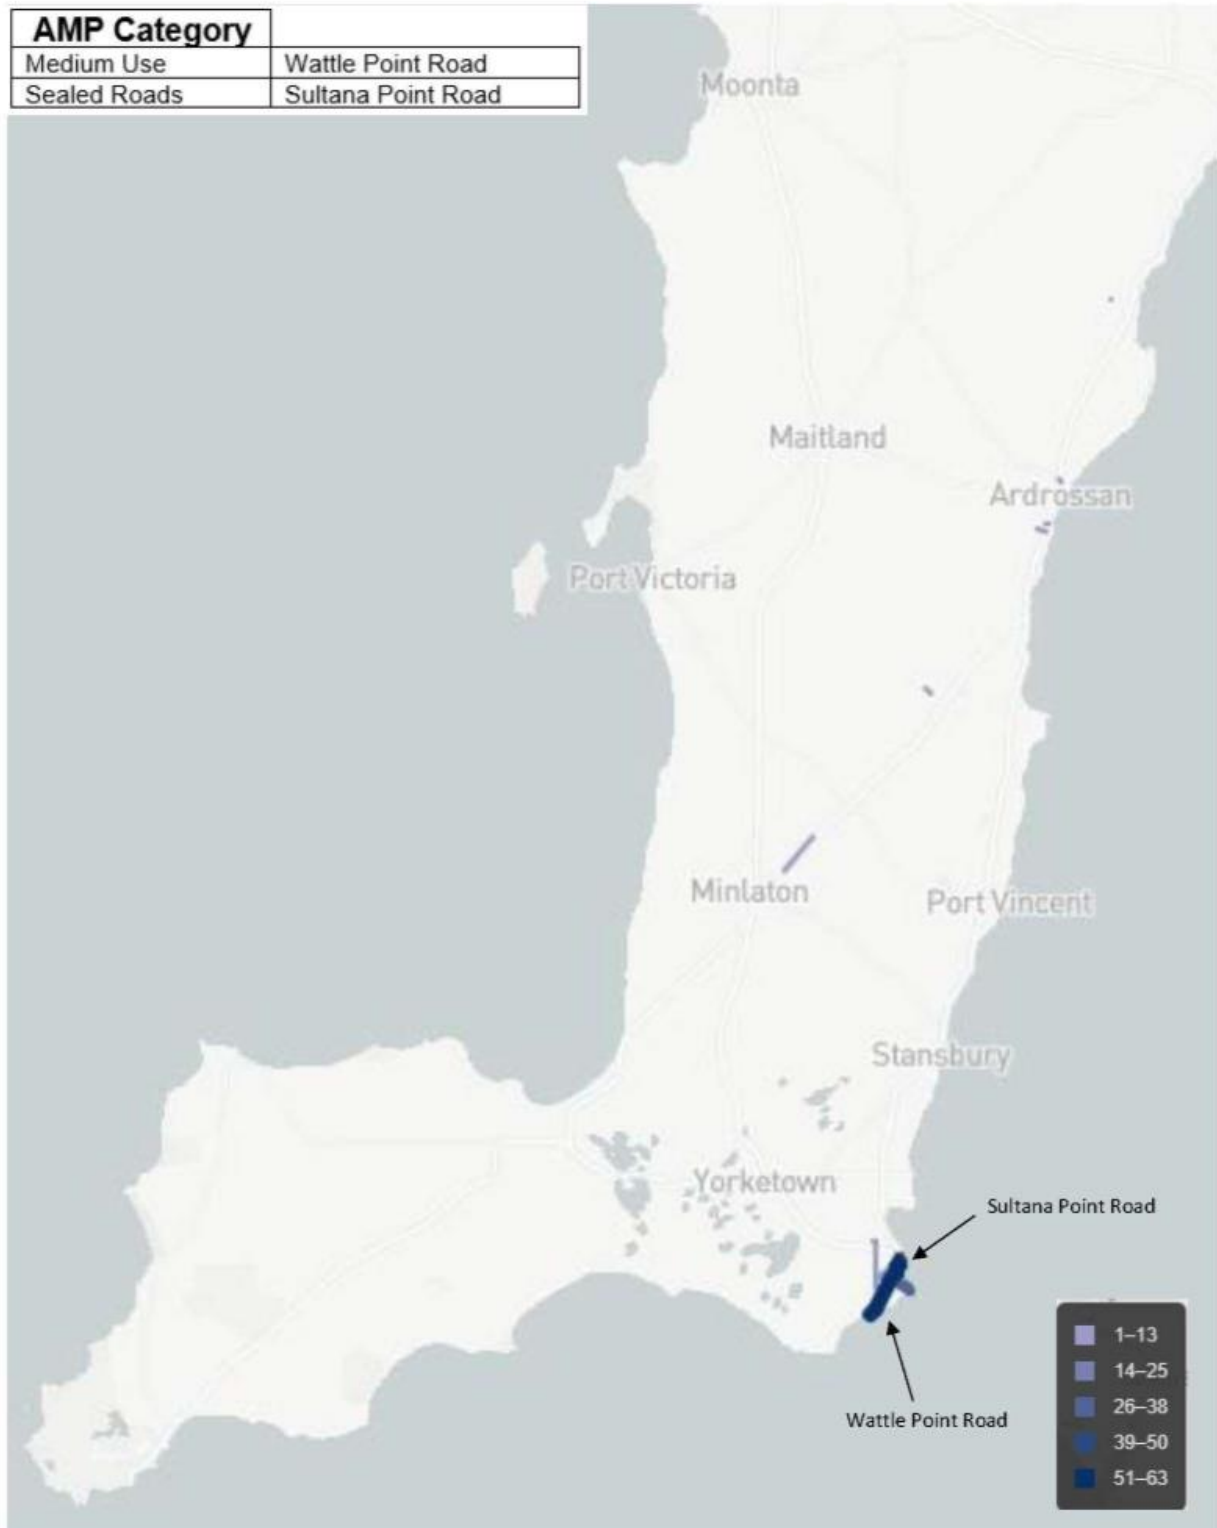 AMP Category
Medium Use Wattle Point Road
Sealed Roads Sultana Point Road
Moonta
Maitland
Ardrossan
Port Victoria
Minlaton
Port Vincent
Stansbury
Yorketown
Sultana Point Road
Wattle Point Road
1–13
14–25
26–38
39–50
51–63